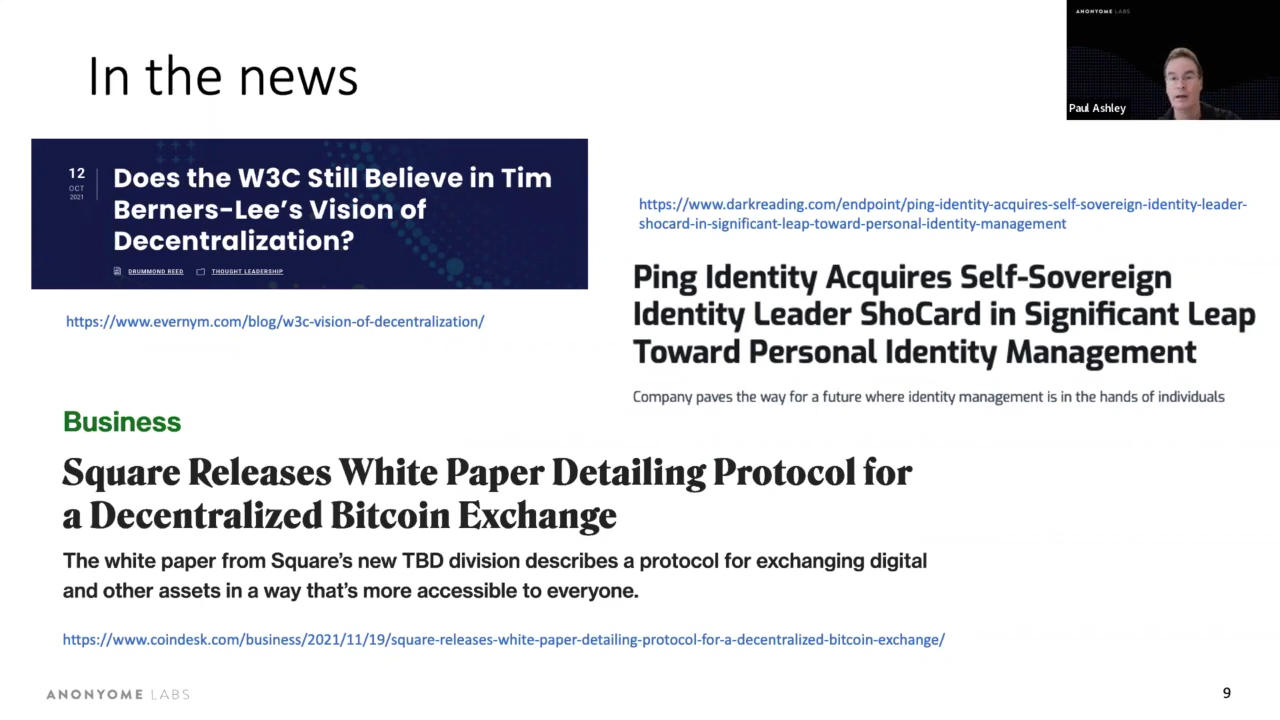 In the news
ANONYOME LABS
Paul Ashley
12
OCT
2021
Does the W3C Still Believe in Tim
Berners-Lee's Vision of
Decentralization?
DRUMMOND REED
THOUGHT LEADERSHIP
https://www.evernym.com/blog/w3c-vision-of-decentralization/
https://www.darkreading.com/endpoint/ping-identity-acquires-self-sovereign-identity-leader-
shocard-in-significant-leap-toward-personal-identity-management
Ping Identity Acquires Self-Sovereign
Identity Leader ShoCard in Significant Leap
Toward Personal Identity Management
Company paves the way for a future where identity management is in the hands of individuals
Business
Square Releases White Paper Detailing Protocol for
a Decentralized Bitcoin Exchange
The white paper from Square's new TBD division describes a protocol for exchanging digital
and other assets in a way that's more accessible to everyone.
https://www.coindesk.com/business/2021/11/19/square-releases-white-paper-detailing-protocol-for-a-decentralized-bitcoin-exchange/
ANONYOME LABS
9